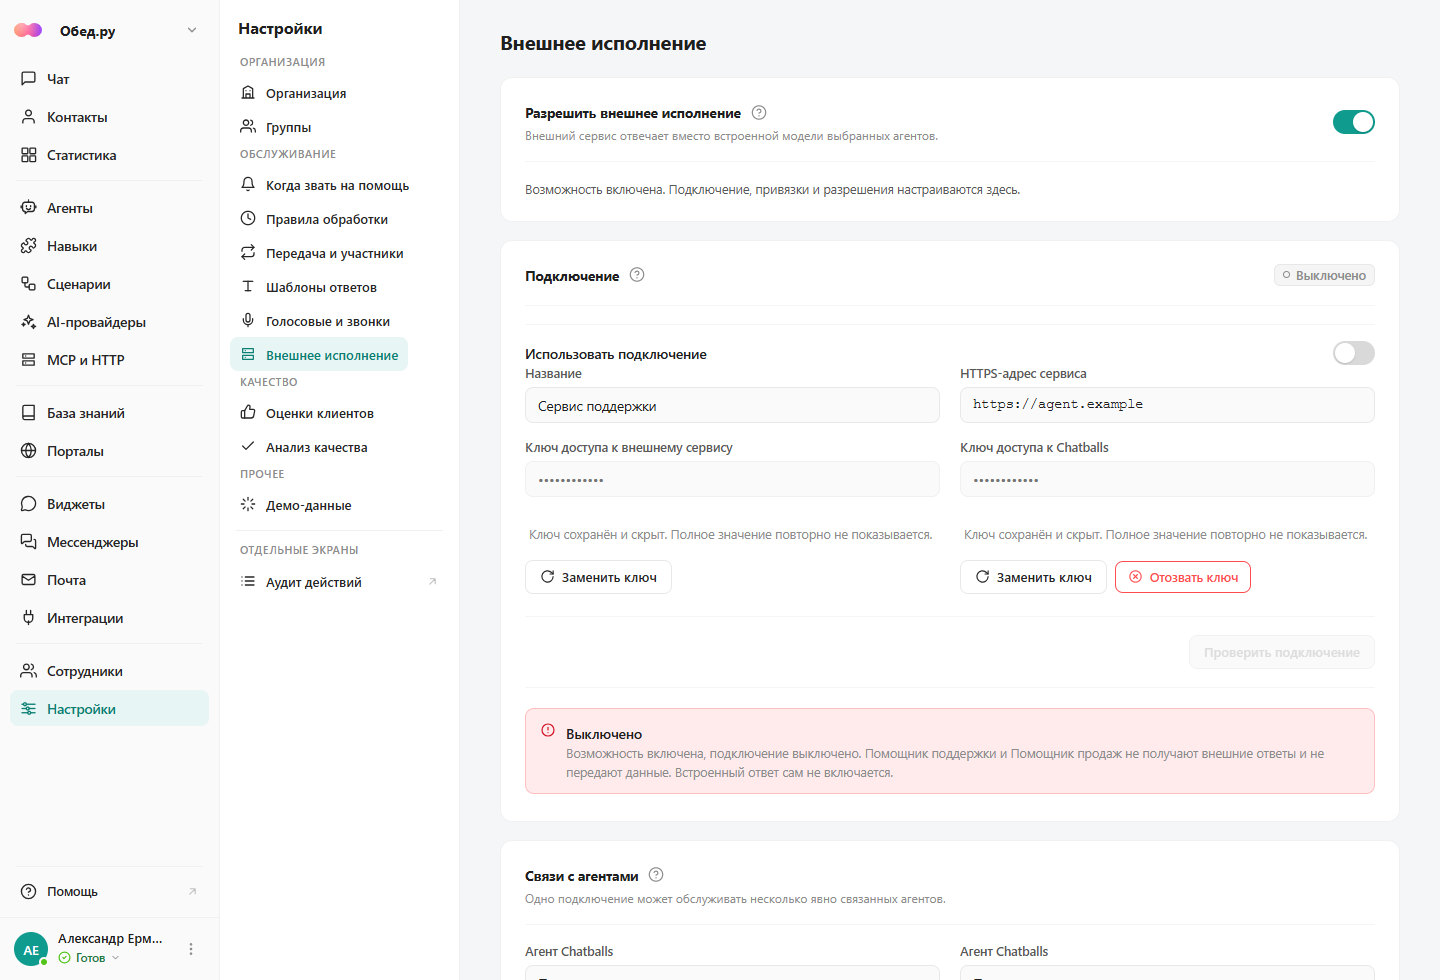 Обед.ру
Чат
Контакты
Статистика
Агенты
Навыки
Сценарии
AI-провайдеры
MCP и HTTP
База знаний
Порталы
Виджеты
Мессенджеры
Почта
Интеграции
Сотрудники
Настройки
Помощь
AE
Александр Ерм...
Готов
Настройки
ОРГАНИЗАЦИЯ
Организация
Группы
ОБСЛУЖИВАНИЕ
Когда звать на помощь
Правила обработки
Передача и участники
Шаблоны ответов
Голосовые и звонки
Внешнее исполнение
КАЧЕСТВО
Оценки клиентов
Анализ качества
ПРОЧЕЕ
Демо-данные
ОТДЕЛЬНЫЕ ЭКРАНЫ
Аудит действий
Внешнее исполнение
Разрешить внешнее исполнение
Внешний сервис отвечает вместо встроенной модели выбранных агентов.
Возможность включена. Подключение, привязки и разрешения настраиваются здесь.
Подключение
Выключено
Использовать подключение
Название
HTTPS-адрес сервиса
Сервис поддержки
https://agent.example
Ключ доступа к внешнему сервису
Ключ доступа к Chatballs
••••••••••••
••••••••••••
Ключ сохранён и скрыт. Полное значение повторно не показывается.
Ключ сохранён и скрыт. Полное значение повторно не показывается.
Заменить ключ
Заменить ключ
Отозвать ключ
Проверить подключение
Выключено
Возможность включена, подключение выключено. Помощник поддержки и Помощник продаж не получают внешние ответы и не
передают данные. Встроенный ответ сам не включается.
Связи с агентами
Одно подключение может обслуживать несколько явно связанных агентов.
Агент Chatballs
Агент Chatballs